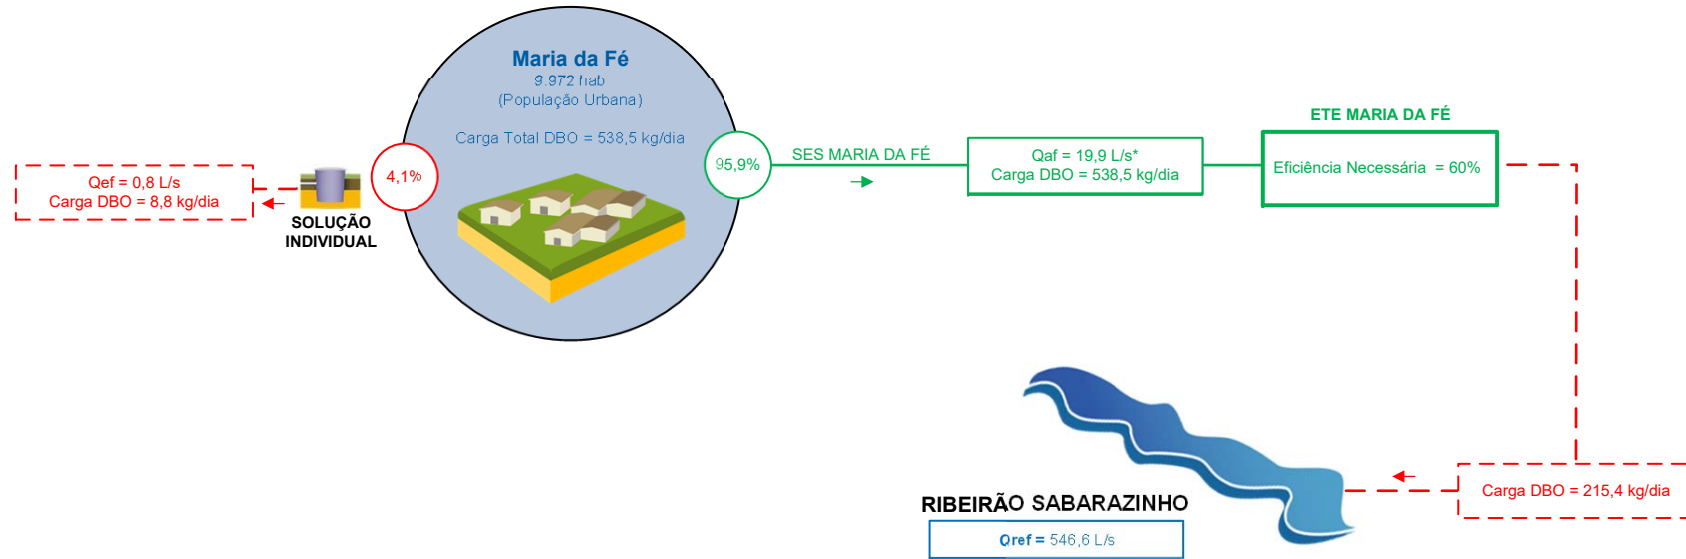 Maria da Fé
9.972 hab
(População Urbana)
Carga Total DBO = 538,5 kg/dia
Qef = 0,8 L/s
Carga DBO = 8,8 kg/dia
SOLUÇÃO
INDIVIDUAL
4,1%
95,9%
SES MARIA DA FÉ
Qaf = 19,9 L/s*
Carga DBO = 538,5 kg/dia
ETE MARIA DA FÉ
Eficiência Necessária = 60%
Carga DBO = 215,4 kg/dia
RIBEIRÃO SABARAZINHO
Qref = 546,6 L/s